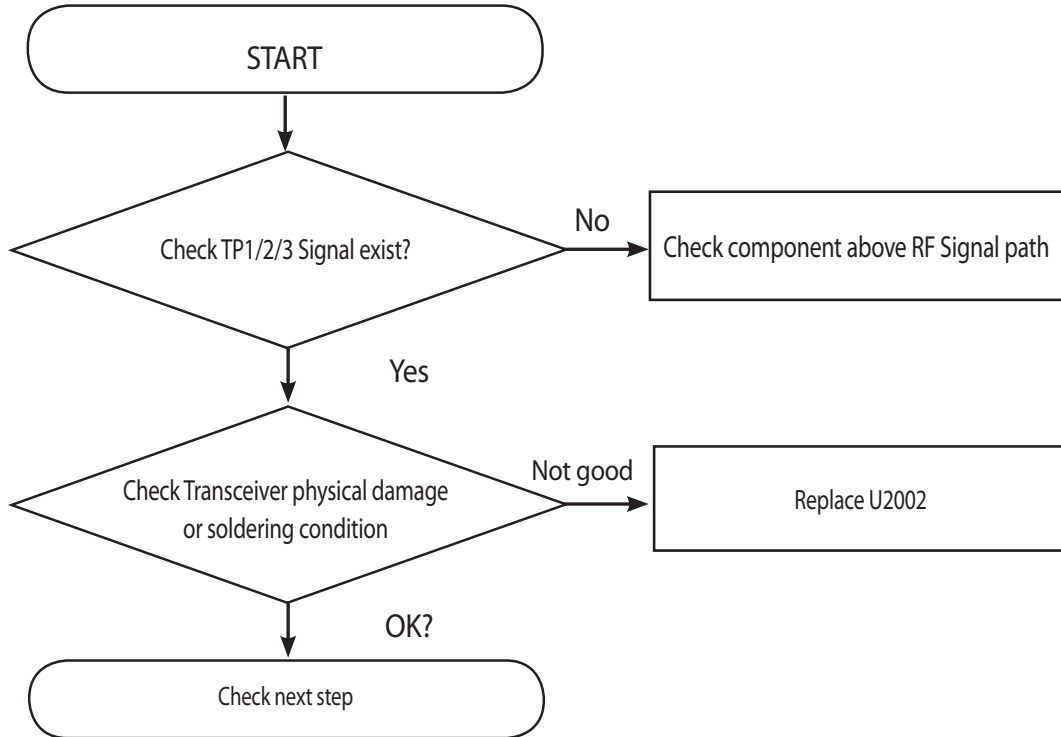 START
Check TP1/2/3 Signal exist?
No
Check component above RF Signal path
Yes
Check Transceiver physical damage
or soldering condition
Not good
Replace U2002
OK?
Check next step